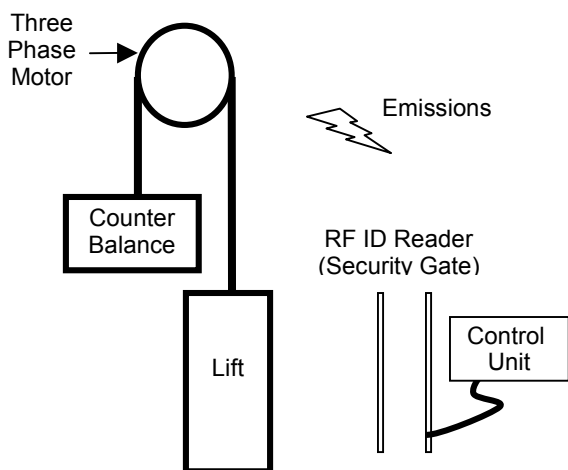 Three
Phase
Motor
Emissions
Counter
Balance
RF ID Reader
(Security Gate)
Lift
Control
Unit